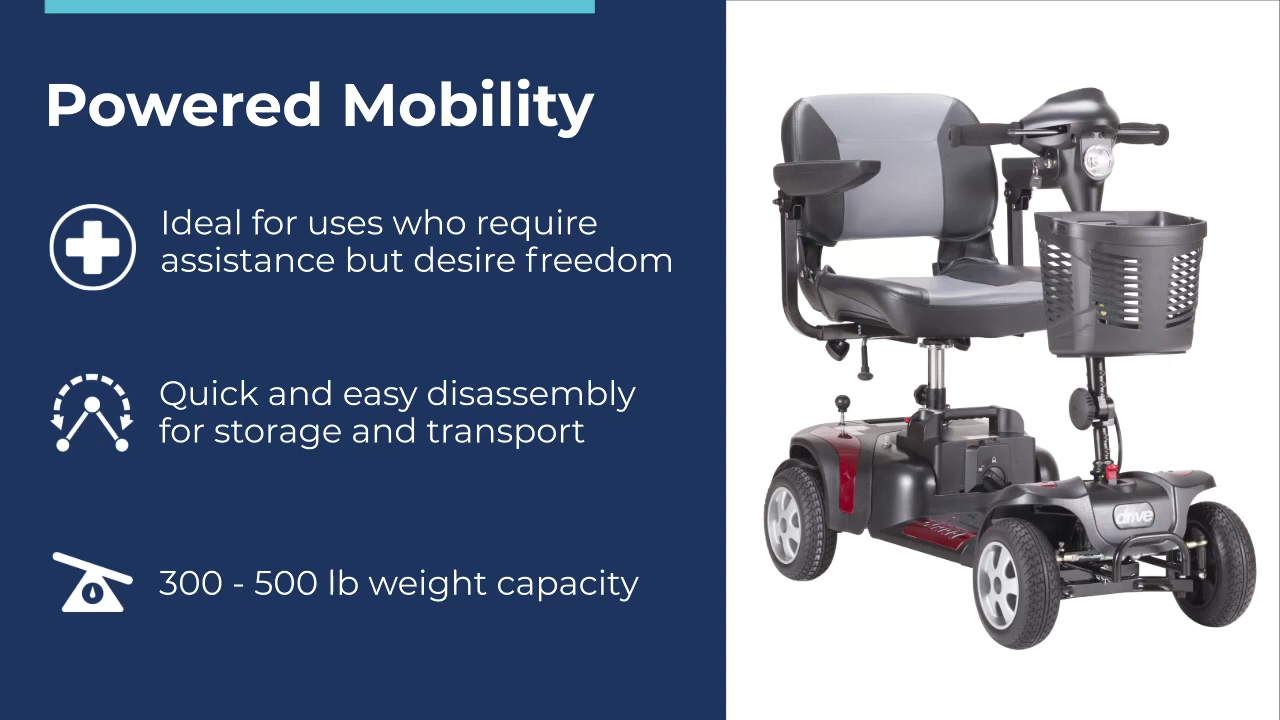 Powered Mobility
Ideal for uses who require
assistance but desire freedom
Quick and easy disassembly
for storage and transport
300 - 500 lb weight capacity
drive